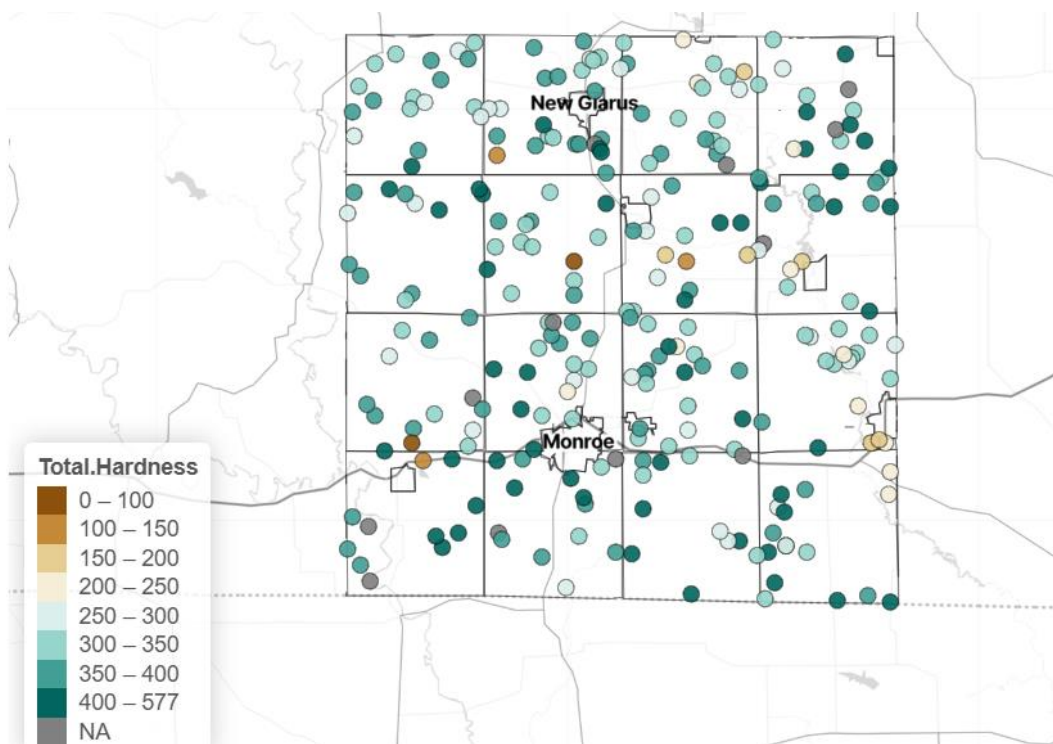 New Glarus
Monroe
Total.Hardness
0 – 100
100 – 150
150 – 200
200 – 250
250 – 300
300 – 350
350 – 400
400 – 577
NA